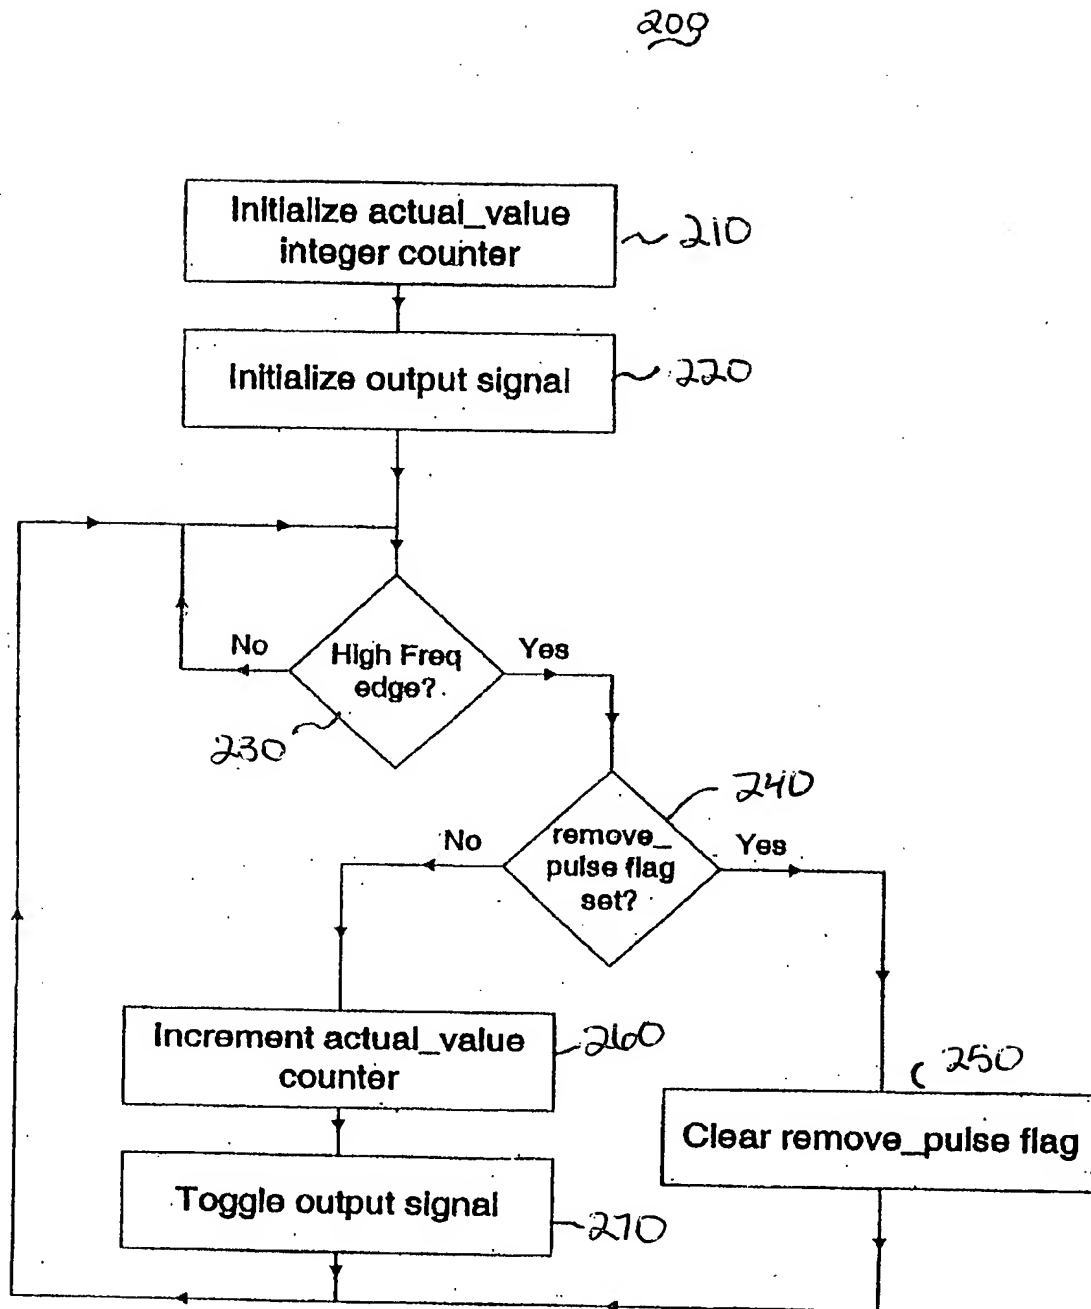 200
Initialize actual_value
integer counter
210
Initialize output signal
220
No
High Freq
edge?
Yes
230
240
No
remove_
pulse flag
set?
Yes
Increment actual_value
counter
260
250
Clear remove_pulse flag
Toggle output signal
270